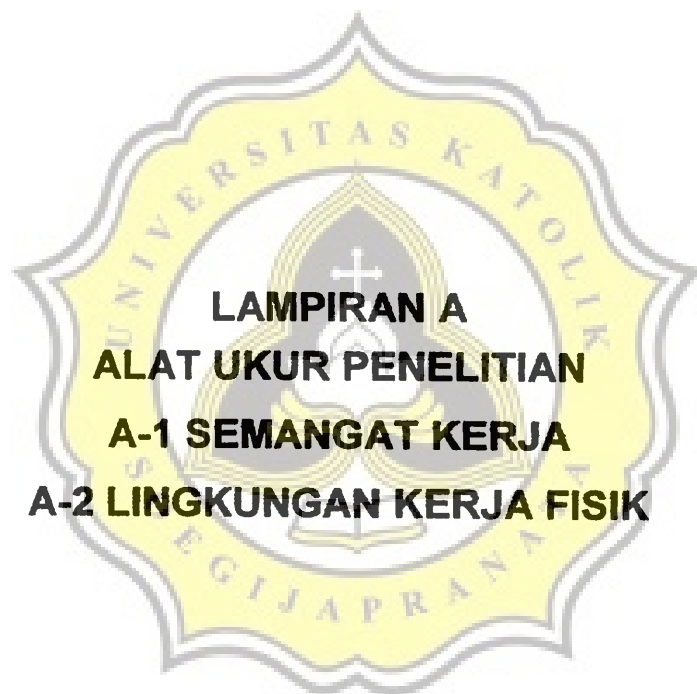 UNIVERSITAS KATOLIK
LAMPIRAN A
ALAT UKUR PENELITIAN
A-1 SEMANGAT KERJA
A-2 LINGKUNGAN KERJA FISIK
SOEGIJAPRANATA